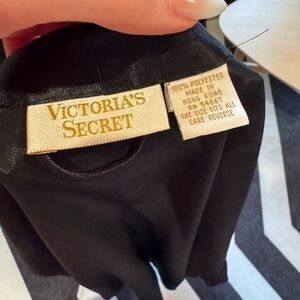 VICTORIA'S
SECRET
100% POLYESTER
MADE IN
HONG KONG
RN 54867
ONE SIZE FITS ALL
CARE REVERSE